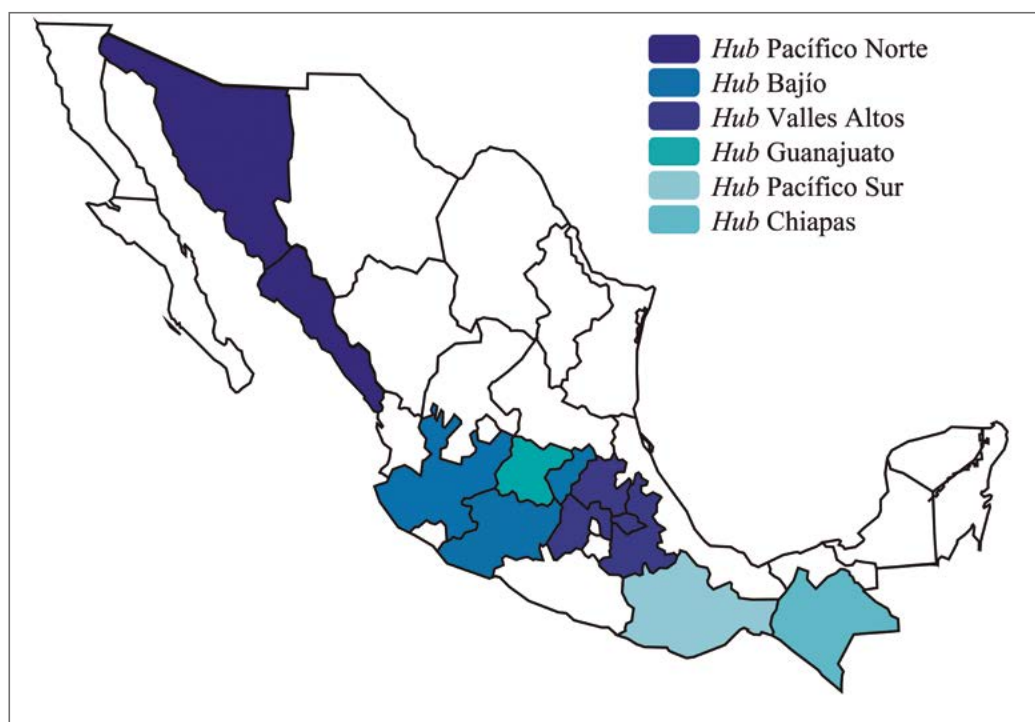 Hub Pacífico Norte
Hub Bajío
Hub Valles Altos
Hub Guanajuato
Hub Pacífico Sur
Hub Chiapas